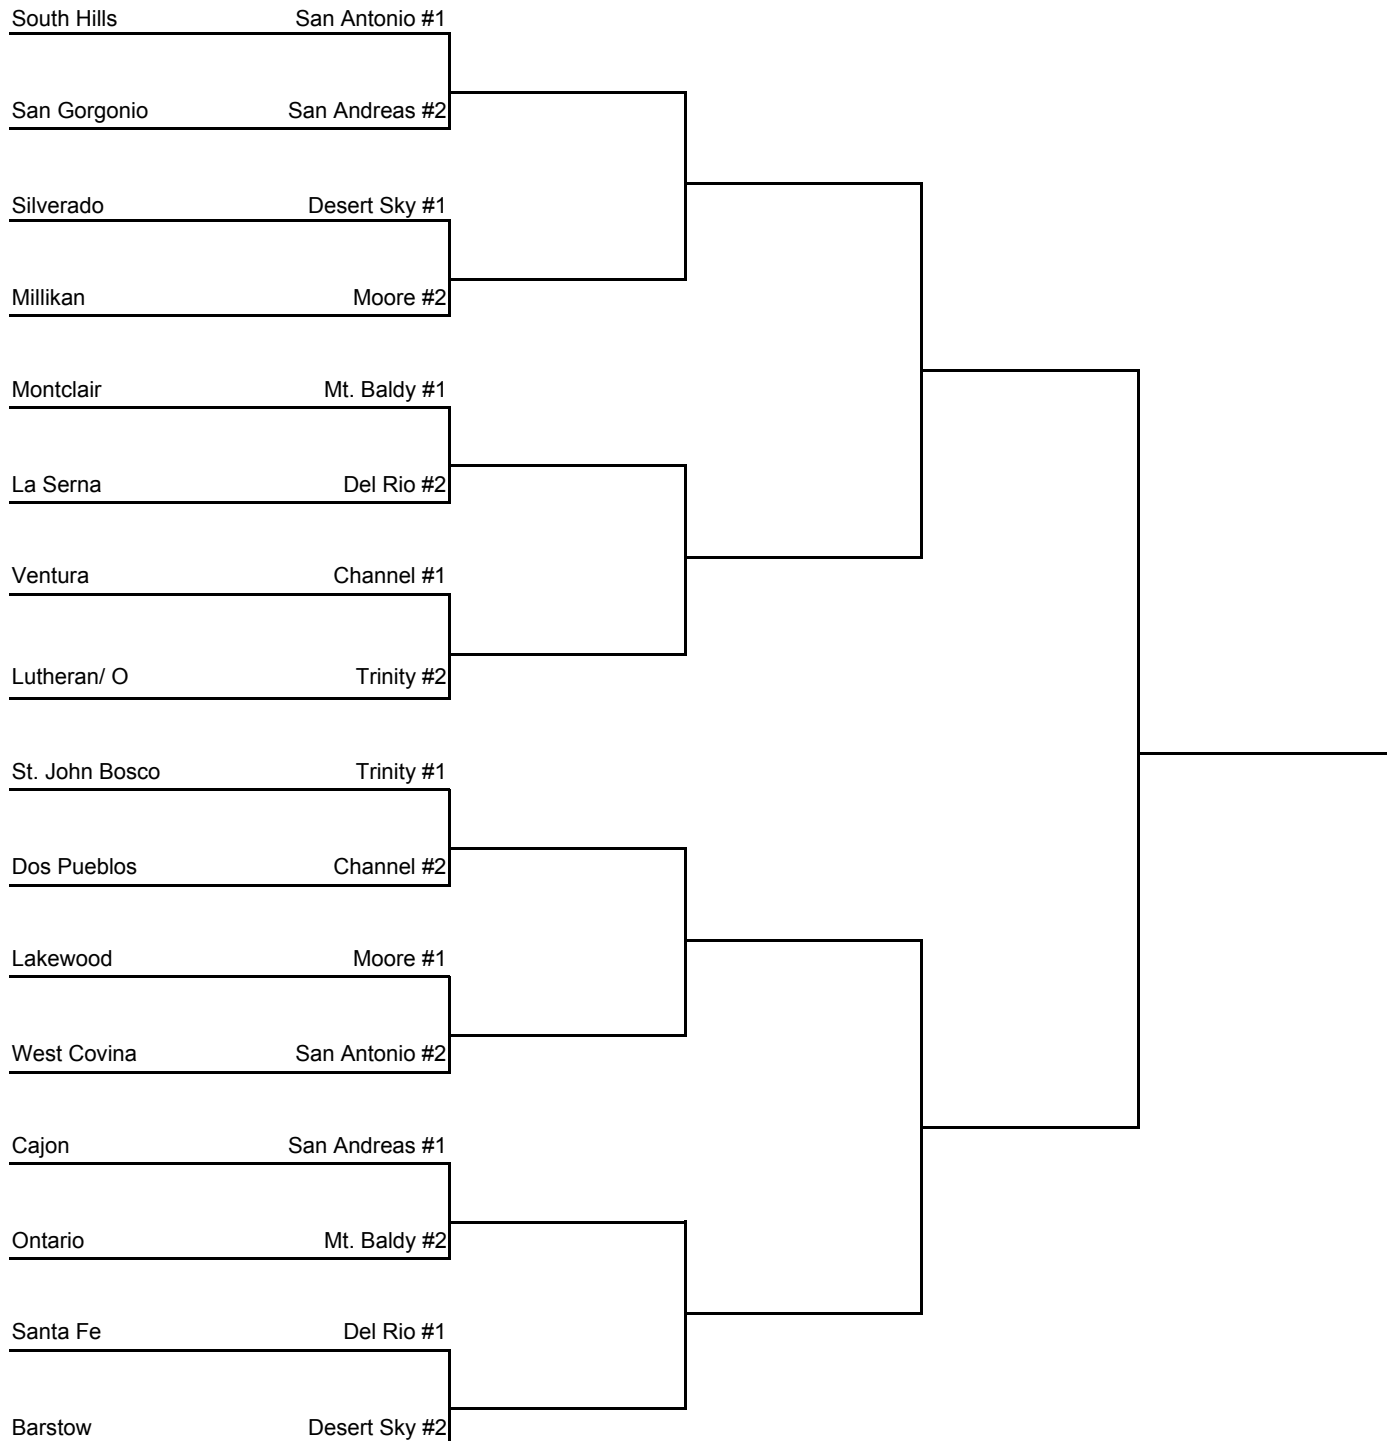 South Hills San Antonio #1
San Gorgonio San Andreas #2
Silverado Desert Sky #1
Millikan Moore #2
Montclair Mt. Baldy #1
La Serna Del Rio #2
Ventura Channel #1
Lutheran/ O Trinity #2
St. John Bosco Trinity #1
Dos Pueblos Channel #2
Lakewood Moore #1
West Covina San Antonio #2
Cajon San Andreas #1
Ontario Mt. Baldy #2
Santa Fe Del Rio #1
Barstow Desert Sky #2